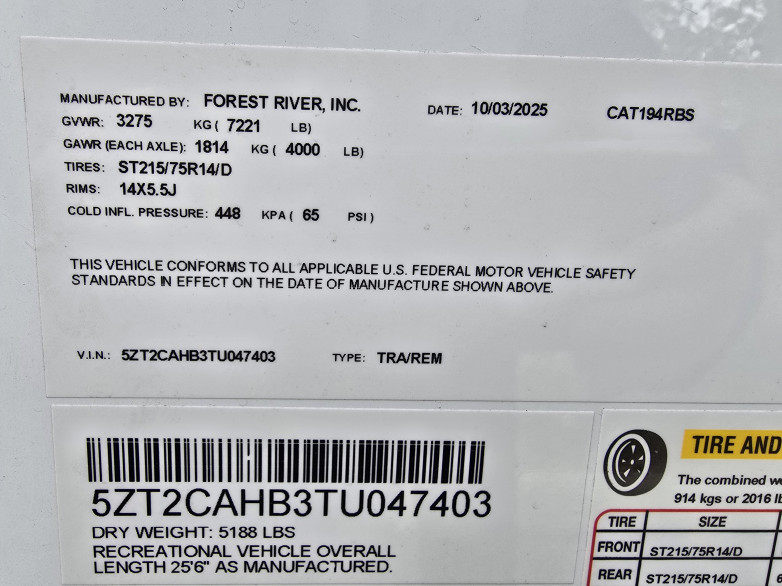 MANUFACTURED BY: FOREST RIVER, INC. DATE: 10/03/2025 CAT194RBS
GVWR: 3275 KG ( 7221 LB)
GAWR (EACH AXLE): 1814 KG ( 4000 LB)
TIRES: ST215/75R14/D
RIMS: 14X5.5J
COLD INFL. PRESSURE: 448 KPA ( 65 PSI )
THIS VEHICLE CONFORMS TO ALL APPLICABLE U.S. FEDERAL MOTOR VEHICLE SAFETY
STANDARDS IN EFFECT ON THE DATE OF MANUFACTURE SHOWN ABOVE.
V.I.N.: 5ZT2CAHB3TU047403 TYPE: TRA/REM
5ZT2CAHB3TU047403
DRY WEIGHT: 5188 LBS
RECREATIONAL VEHICLE OVERALL
LENGTH 25'6" AS MANUFACTURED.
TIRE AND
The combined
914 kgs or 2016
TIRE SIZE
FRONT ST215/75R14/D
REAR ST215/75R14/D